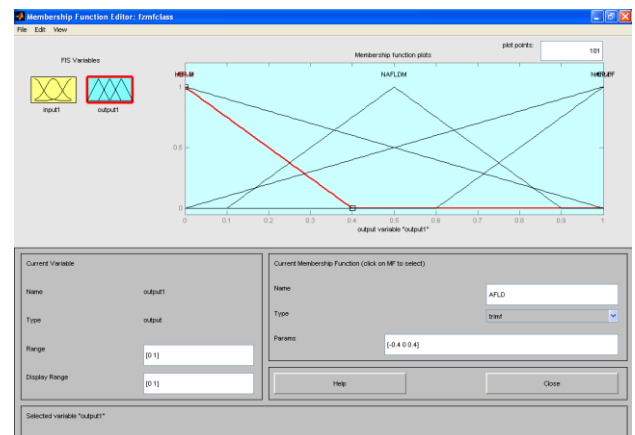 Membership Function Editor: fzmfclass
File Edit View
FIS Variables
input1
output1
Membership function plots
plot points:
181
NAFLDM
1
0.5
0
0 0.1 0.2 0.3 0.4 0.5 0.6 0.7 0.8 0.9 1
output variable "output1"
Current Variable
Name output1
Type output
Range [0 1]
Display Range [0 1]
Current Membership Function (click on MF to select)
Name AFLD
Type trimf
Params [-0.4 0 0.4]
Help
Close
Selected variable "output1"